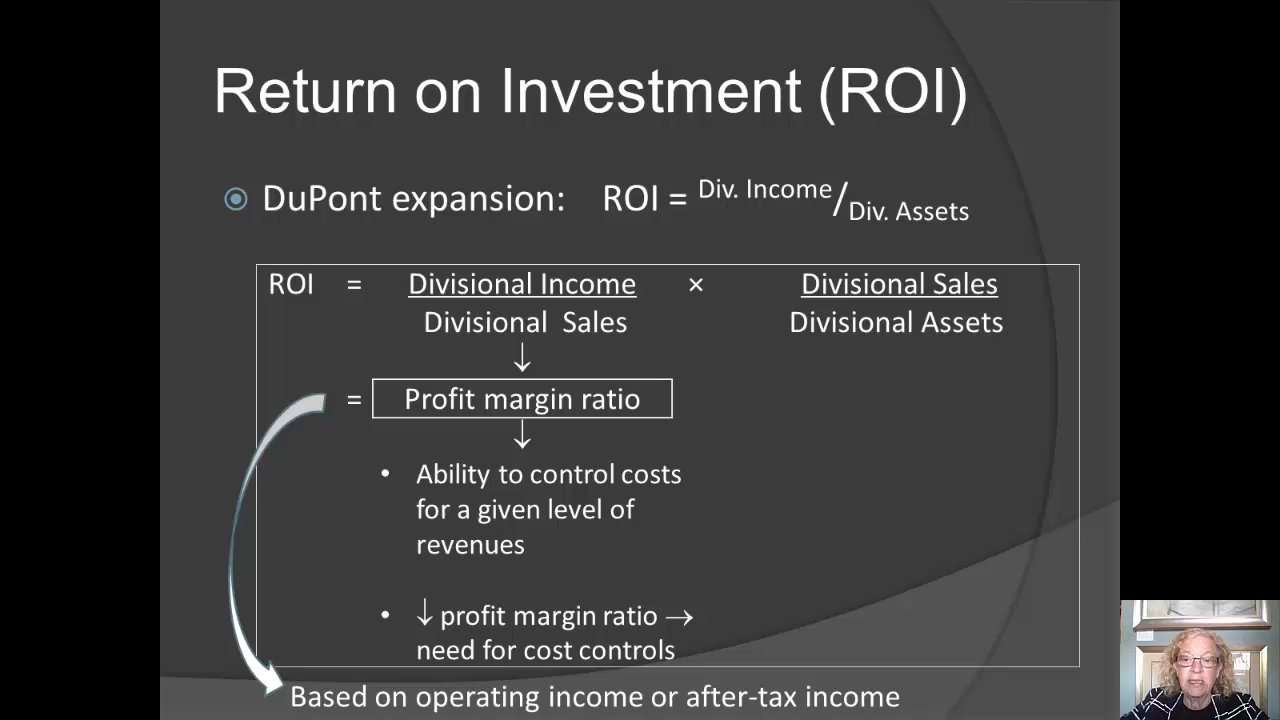 Return on Investment (ROI)
DuPont expansion: ROI = Div. Income/Div. Assets
ROI = Divisional Income × Divisional Sales
Divisional Sales Divisional Assets
↓
= Profit margin ratio
↓
• Ability to control costs
for a given level of
revenues
• ↓ profit margin ratio →
need for cost controls
Based on operating income or after-tax income